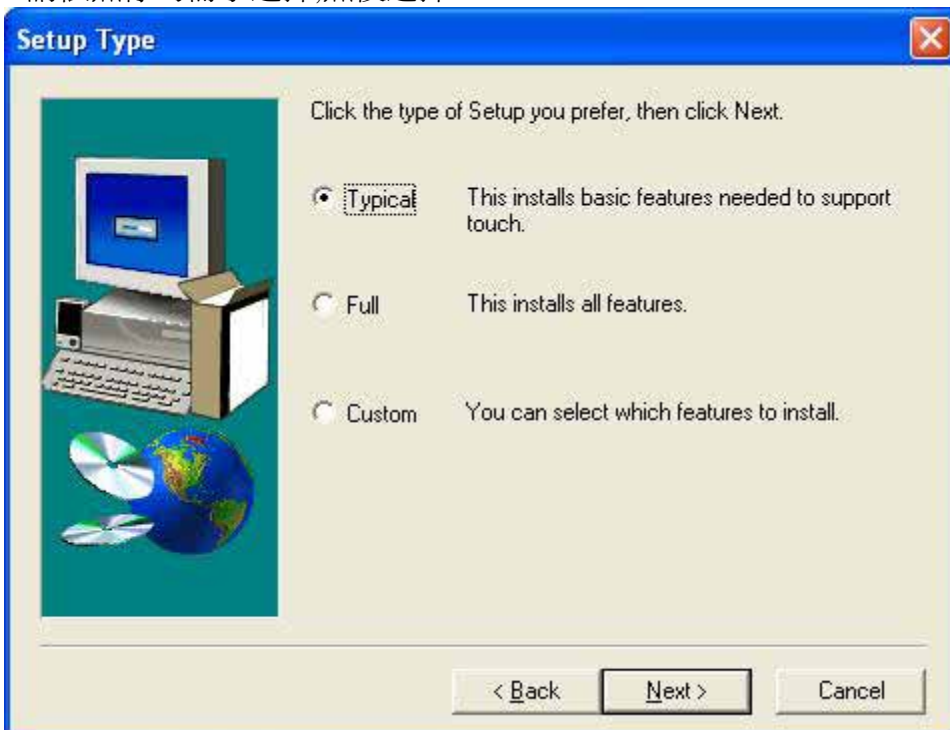 Setup Type
Click the type of Setup you prefer, then click Next.
Typical This installs basic features needed to support
touch.
Full This installs all features.
Custom You can select which features to install.
< Back Next > Cancel